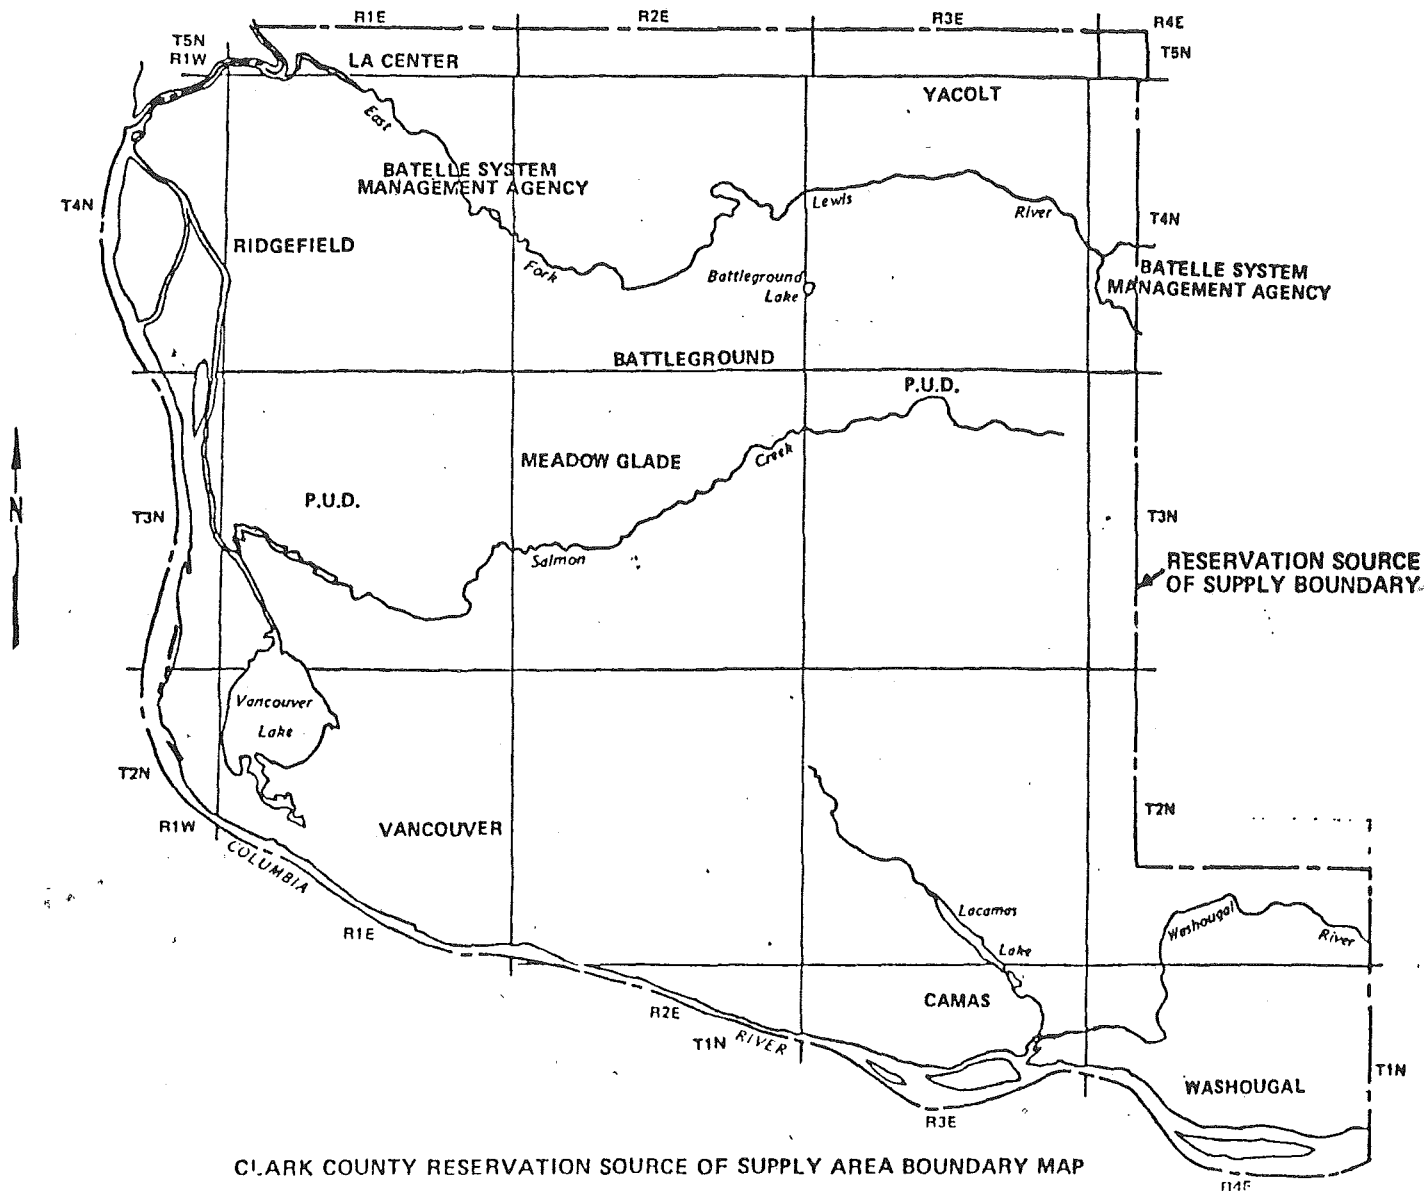 R1E
R2E
R3E
R4E
T5N
R1W
LA CENTER
T5N
YACOLT
East
BATELLE SYSTEM
MANAGEMENT AGENCY
T4N
Lewis
River
T4N
RIDGEFIELD
Fork
Battleground
Lake
BATELLE SYSTEM
MANAGEMENT AGENCY
BATTLEGROUND
P.U.D.
MEADOW GLADE
Creek
P.U.D.
N
T3N
T3N
Salmon
RESERVATION SOURCE
OF SUPPLY BOUNDARY
Vancouver
Lake
T2N
R1W
VANCOUVER
T2N
COLUMBIA
R1E
Lacamas
Lake
Washougal
River
CAMAS
R2E
T1N
RIVER
T1N
WASHOUGAL
R3E
CLARK COUNTY RESERVATION SOURCE OF SUPPLY AREA BOUNDARY MAP
R4E